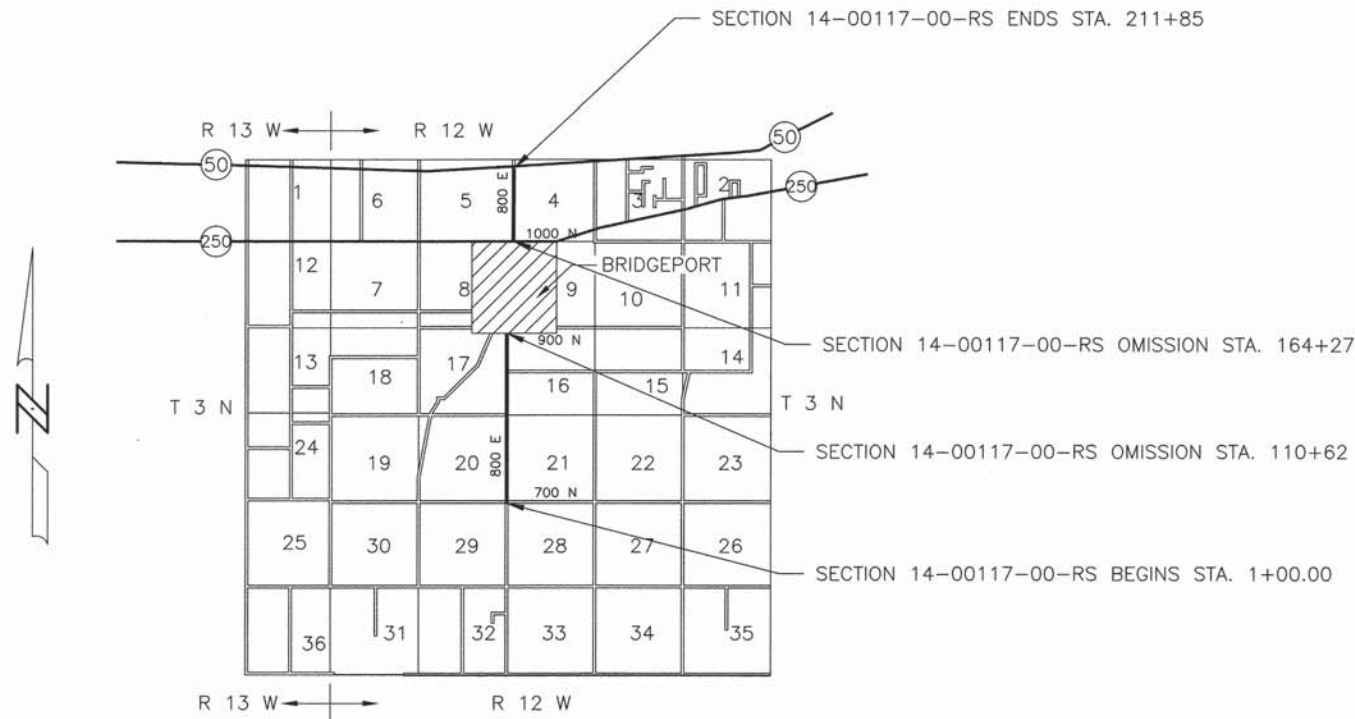 SECTION 14-00117-00-RS ENDS STA. 211+85
R 13 W
R 12 W
50
50
250
250
1
6
5
800 E
4
3
2
1000 N
12
7
8
BRIDGEPORT
9
10
11
900 N
SECTION 14-00117-00-RS OMISSION STA. 164+27
13
18
17
16
15
14
T 3 N
T 3 N
N
24
19
20
800 E
21
22
23
SECTION 14-00117-00-RS OMISSION STA. 110+62
700 N
25
30
29
28
27
26
SECTION 14-00117-00-RS BEGINS STA. 1+00.00
36
31
32
33
34
35
R 13 W
R 12 W